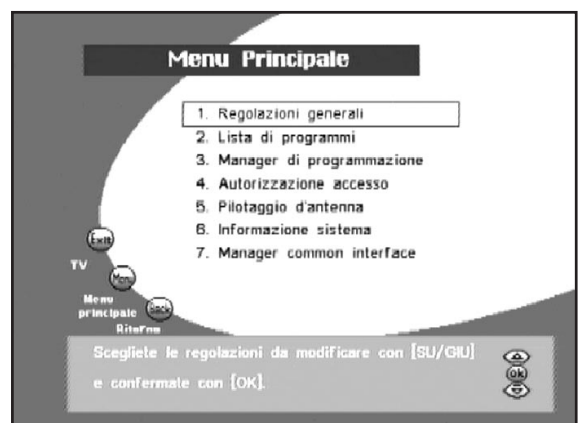 Menu Principale
1. Regolazioni generali
2. Lista di programmi
3. Manager di programmazione
4. Autorizzazione accesso
5. Pilotaggio d'antenna
6. Informazione sistema
7. Manager common interface
Exit
TV
Menu
Menu
principale
Back
Ritorno
Scegliete le regolazioni da modificare con [SU/GIU]
e confermate con [OK].
ok